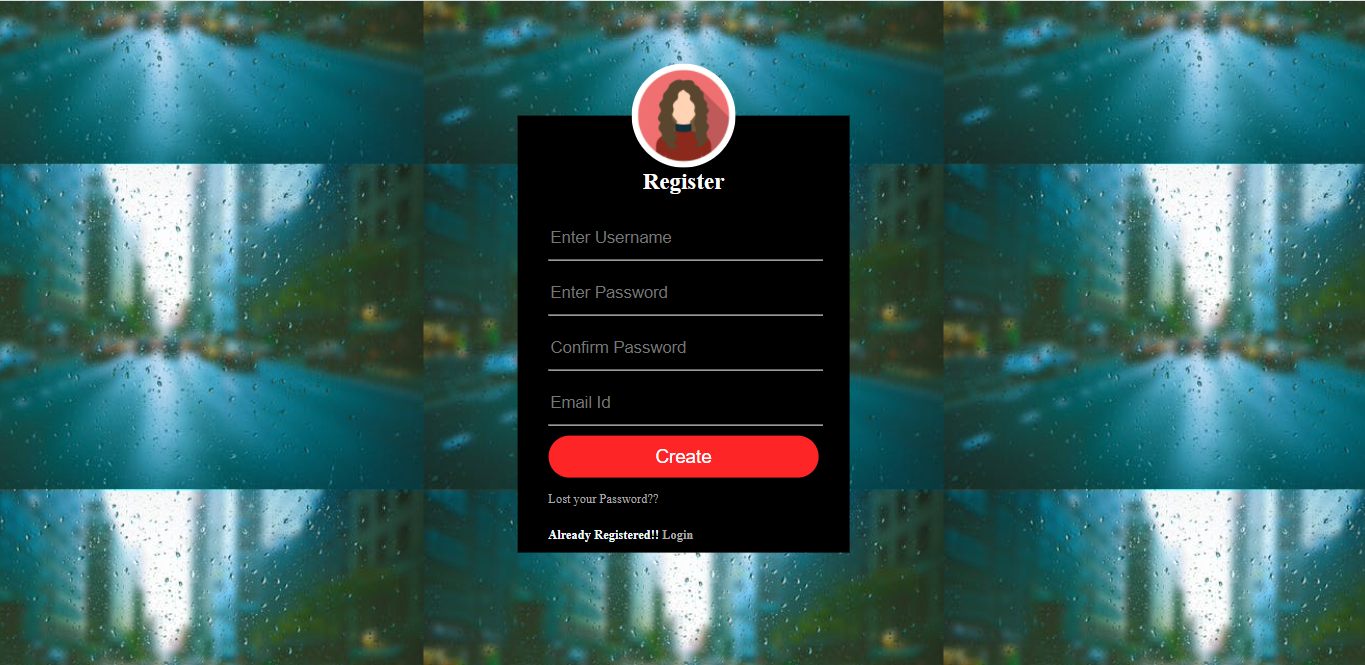 Register
Enter Username
Enter Password
Confirm Password
Email Id
Create
Lost your Password??
Already Registered!! Login